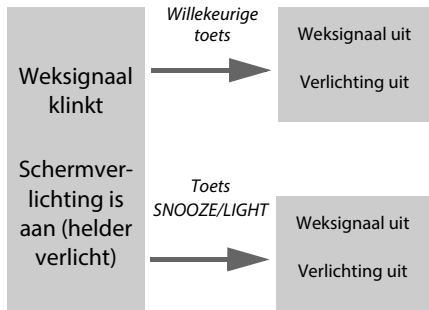 Weksignaal
klinkt
Schermver-
lichting is
aan (helder
verlicht)
Willekeurige
toets
Weksignaal uit
Verlichting uit
Toets
SNOOZE/LIGHT
Weksignaal uit
Verlichting uit